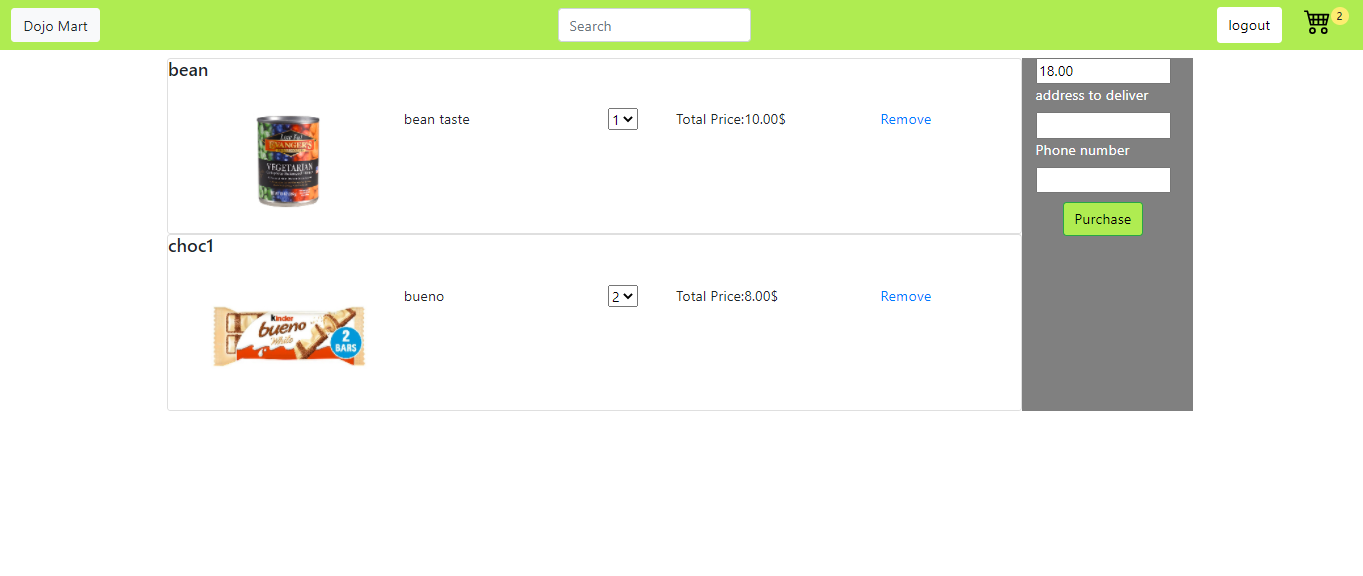 Dojo Mart
Search
logout
2
bean
EVANGER'S
VEGETARIAN
bean taste
1
Total Price:10.00$
Remove
choc1
kinder
bueno
White
2
BARS
bueno
2
Total Price:8.00$
Remove
18.00
address to deliver
Phone number
Purchase